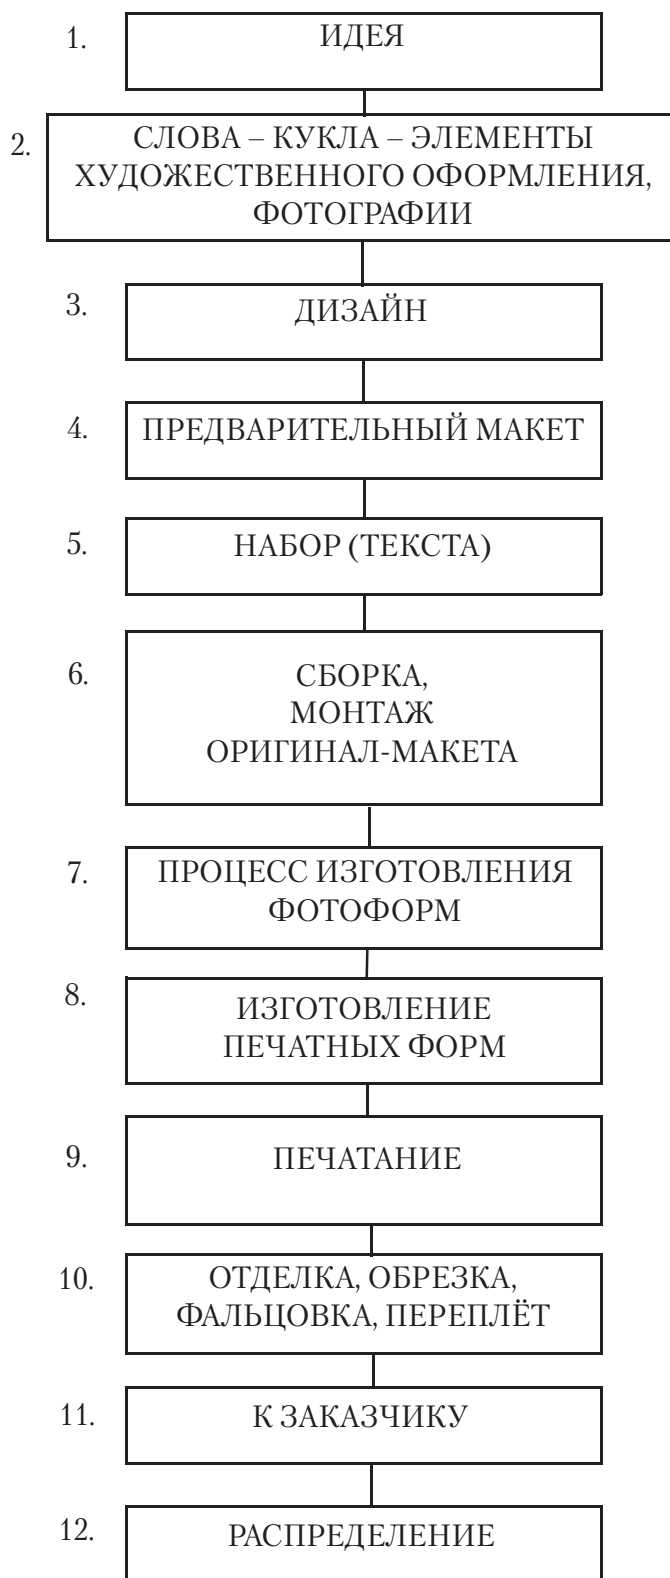 1. ИДЕЯ
2. СЛОВА – КУКЛА – ЭЛЕМЕНТЫ
ХУДОЖЕСТВЕННОГО ОФОРМЛЕНИЯ,
ФОТОГРАФИИ
3. ДИЗАЙН
4. ПРЕДВАРИТЕЛЬНЫЙ МАКЕТ
5. НАБОР (ТЕКСТА)
6. СБОРКА,
МОНТАЖ
ОРИГИНАЛ-МАКЕТА
7. ПРОЦЕСС ИЗГОТОВЛЕНИЯ
ФОТОФОРМ
8. ИЗГОТОВЛЕНИЕ
ПЕЧАТНЫХ ФОРМ
9. ПЕЧАТАНИЕ
10. ОТДЕЛКА, ОБРЕЗКА,
ФАЛЬЦОВКА, ПЕРЕПЛЁТ
11. К ЗАКАЗЧИКУ
12. РАСПРЕДЕЛЕНИЕ